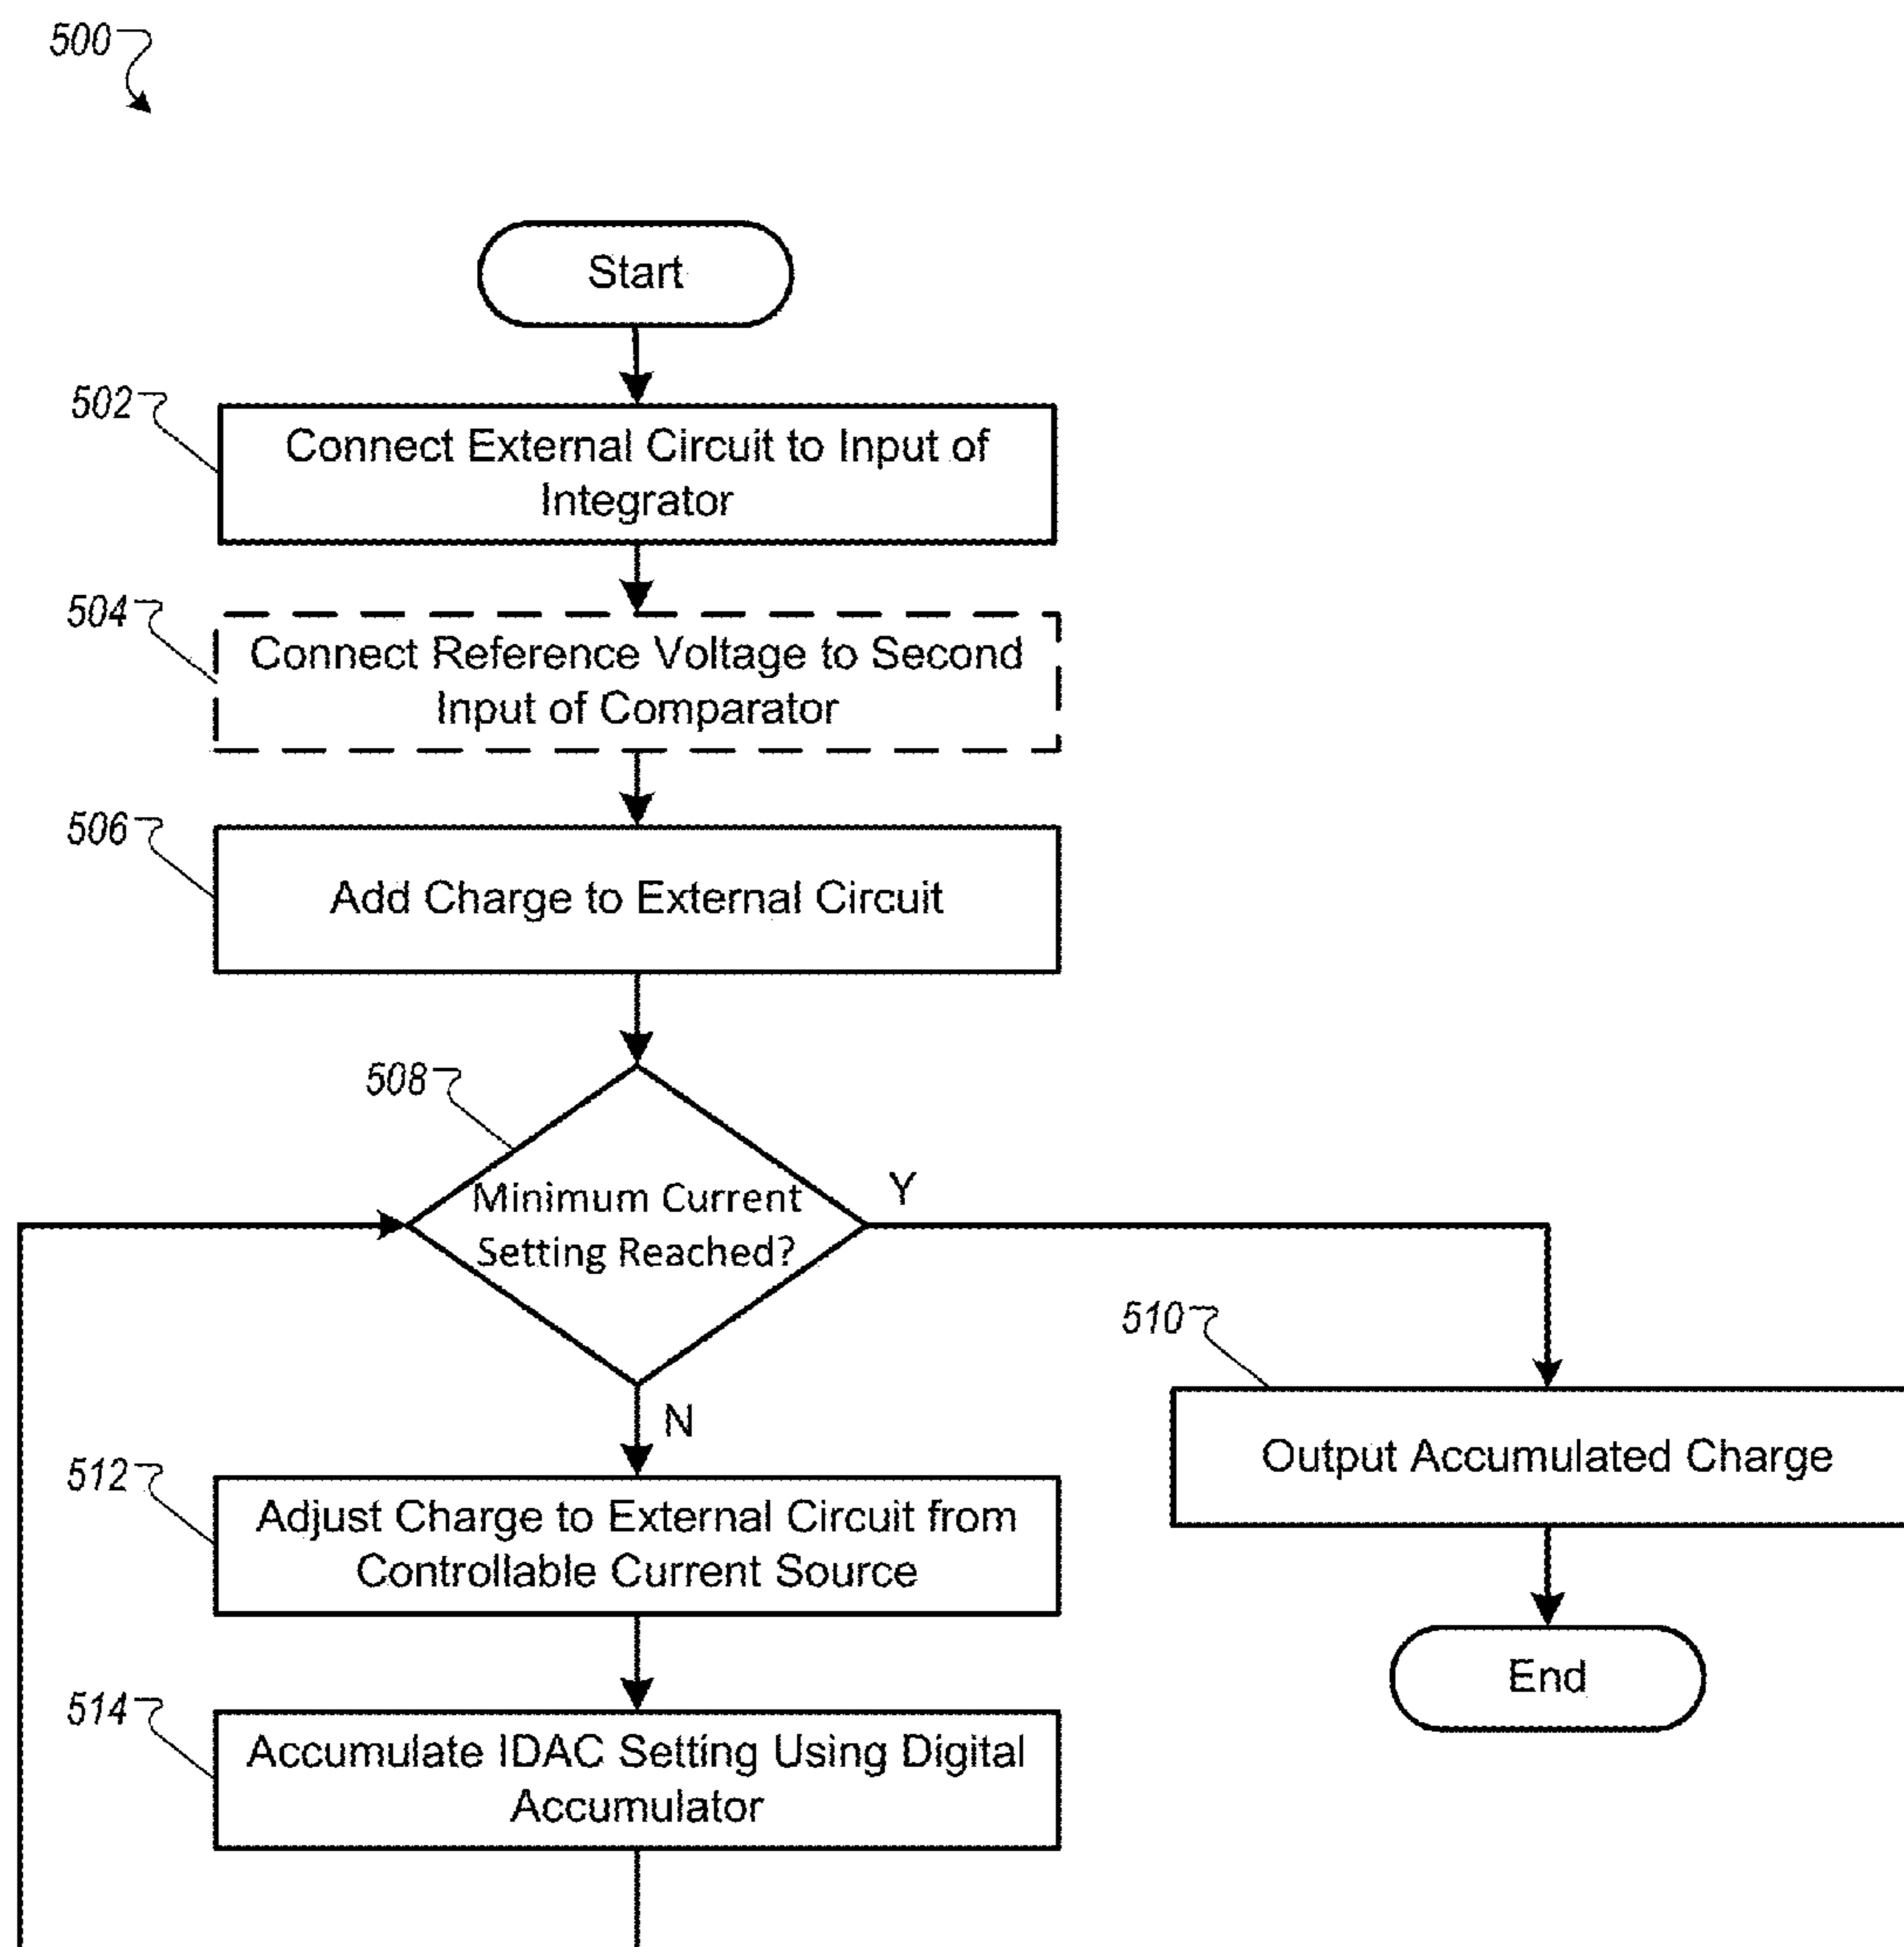 500
Start
502
Connect External Circuit to Input of
Integrator
504
Connect Reference Voltage to Second
Input of Comparator
506
Add Charge to External Circuit
508
Minimum Current
Setting Reached?
Y
N
510
Output Accumulated Charge
512
Adjust Charge to External Circuit from
Controllable Current Source
End
514
Accumulate IDAC Setting Using Digital
Accumulator